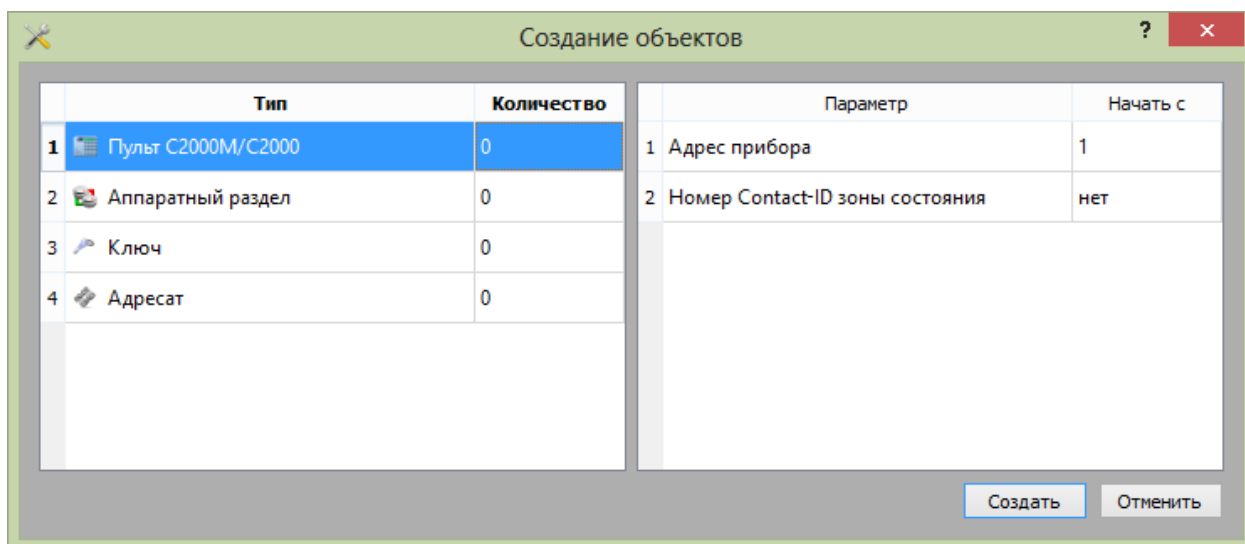 Создание объектов
?
×
Тип Количество
1 Пульт С2000М/С2000 0
2 Аппаратный раздел 0
3 Ключ 0
4 Адресат 0
Параметр Начать с
1 Адрес прибора 1
2 Номер Contact-ID зоны состояния нет
Создать Отменить